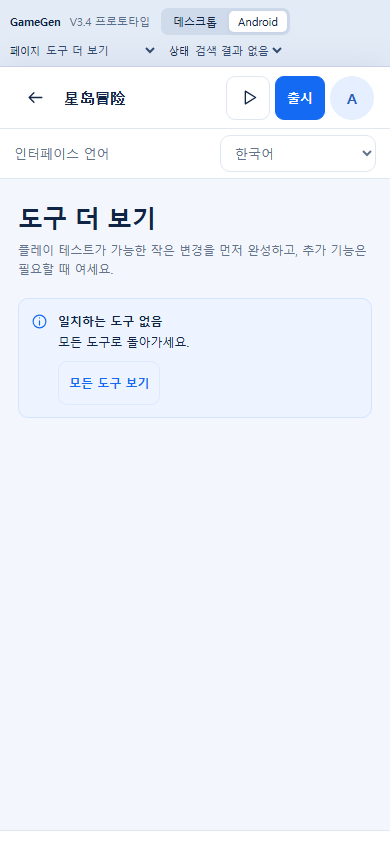 GameGen V3.4 프로토타입 데스크톱 Android
페이지 도구 더 보기 상태 검색 결과 없음
星岛冒险 출시 A
인터페이스 언어 한국어
도구 더 보기
플레이 테스트가 가능한 작은 변경을 먼저 완성하고, 추가 기능은
필요할 때 여세요.
일치하는 도구 없음
모든 도구로 돌아가세요.
모든 도구 보기